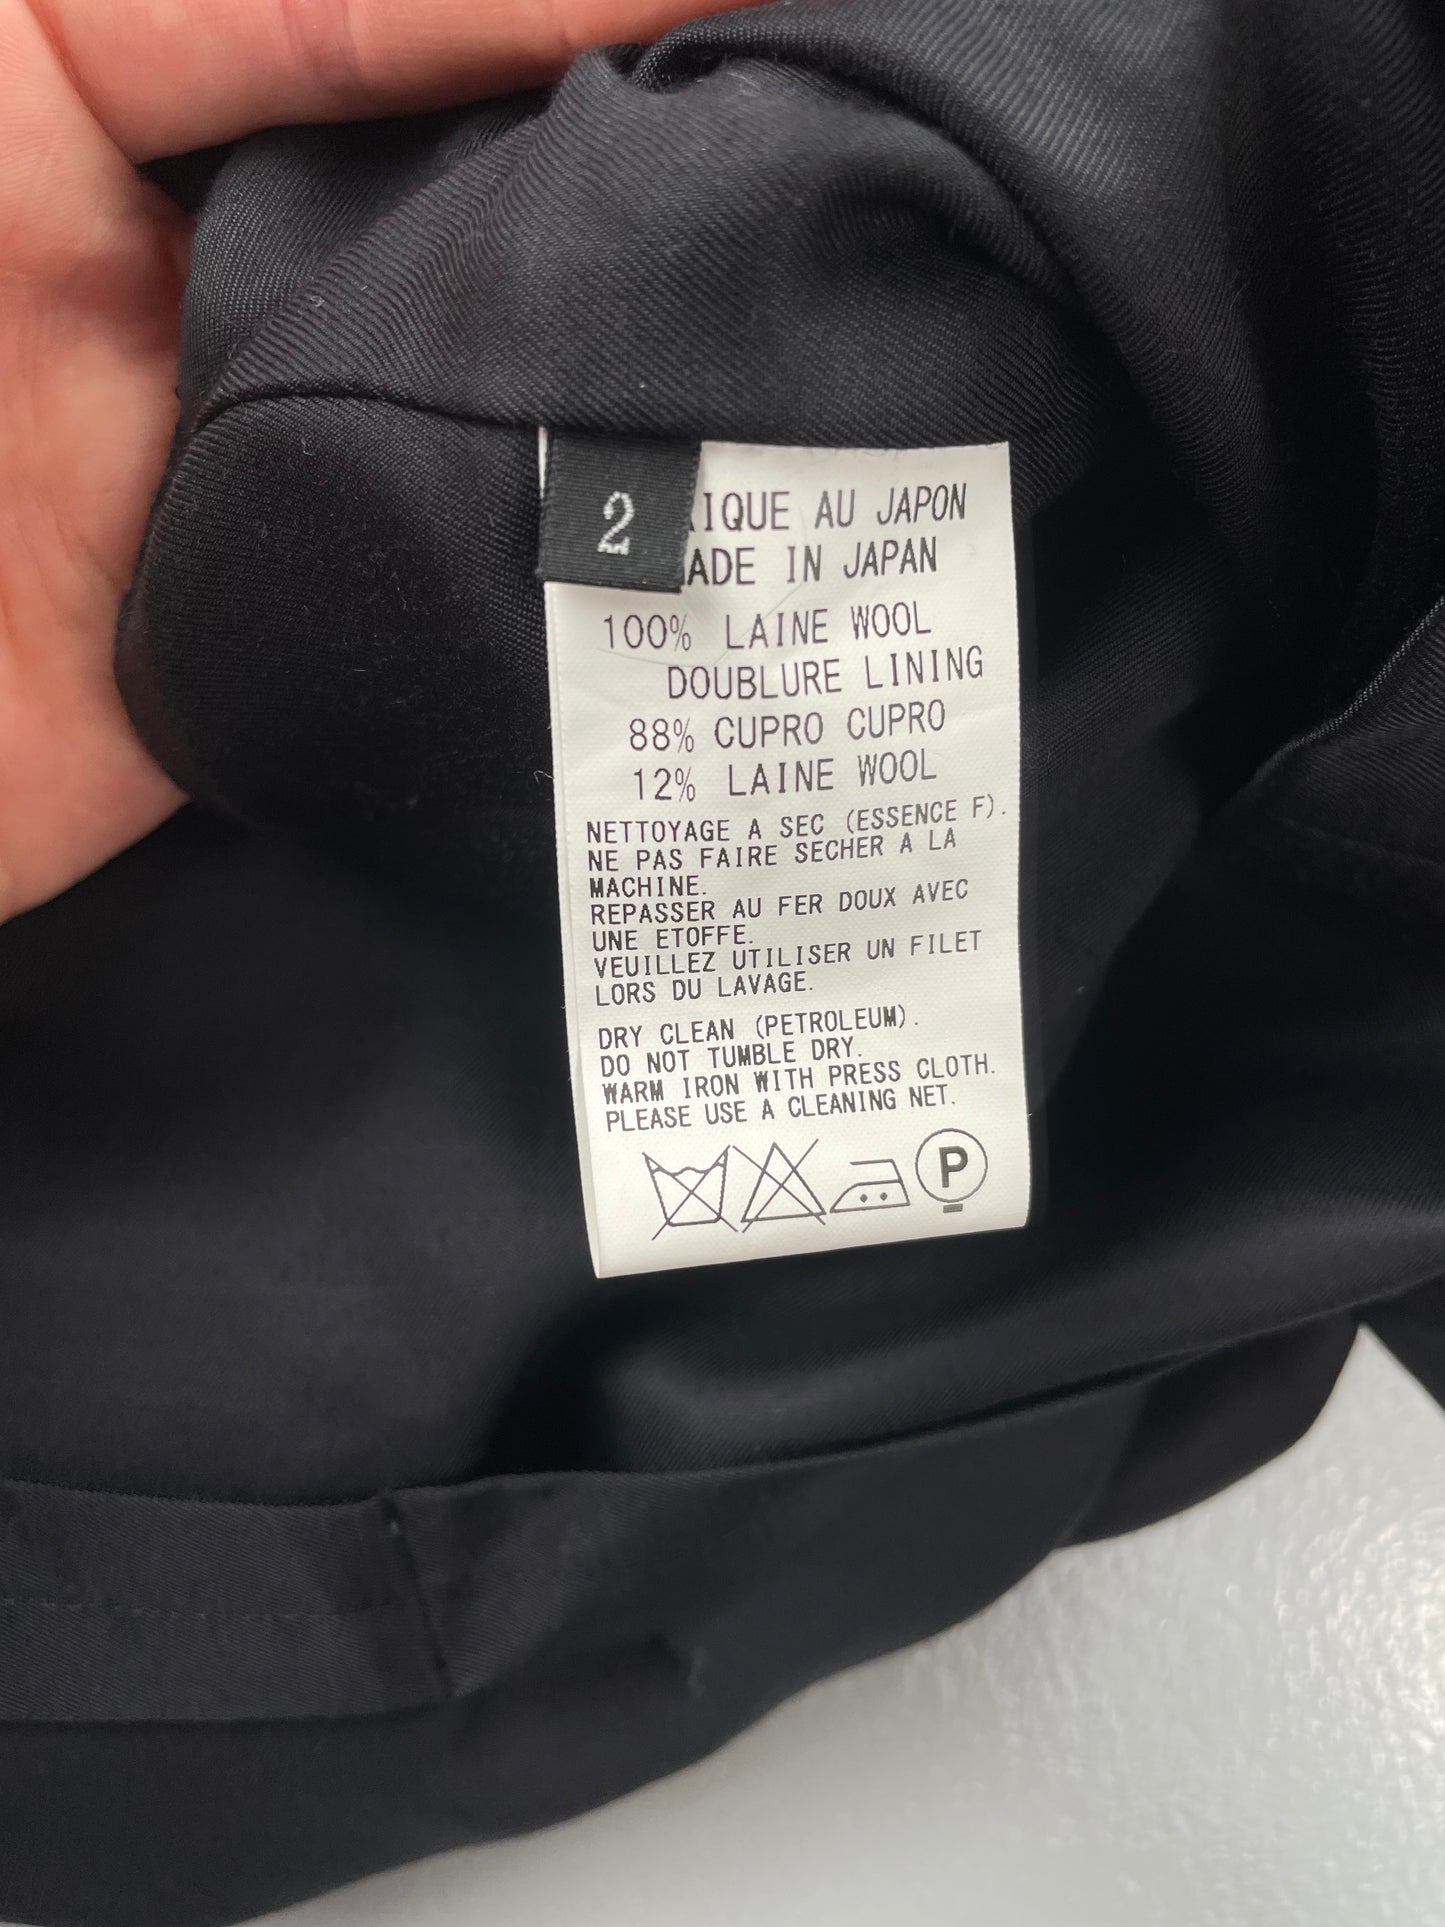 2
IQUE AU JAPON
ADE IN JAPAN
100% LAINE WOOL
DOUBLURE LINING
88% CUPRO CUPRO
12% LAINE WOOL
NETTOYAGE A SEC (ESSENCE F).
NE PAS FAIRE SECHER A LA
MACHINE.
REPASSER AU FER DOUX AVEC
UNE ETOFFE.
VEUILLEZ UTILISER UN FILET
LORS DU LAVAGE.
DRY CLEAN (PETROLEUM).
DO NOT TUMBLE DRY.
WARM IRON WITH PRESS CLOTH.
PLEASE USE A CLEANING NET.
P